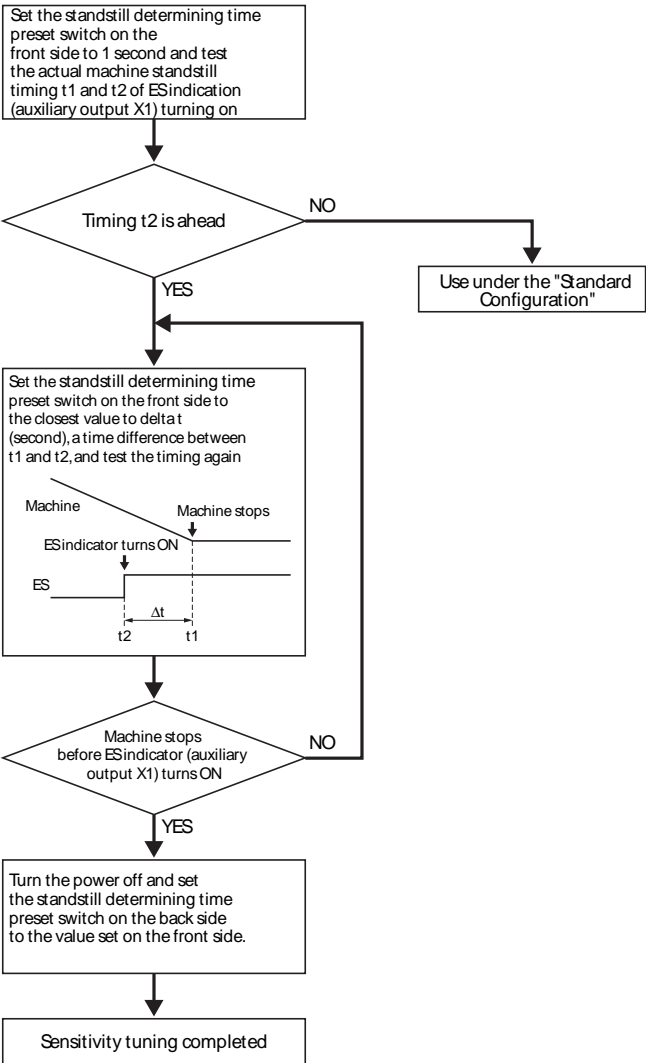 Set the standstill determining time
preset switch on the
front side to 1 second and test
the actual machine standstill
timing t1 and t2 of ES indication
(auxiliary output X1) turning on
Timing t2 is ahead
NO
Use under the "Standard
Configuration"
YES
Set the standstill determining time
preset switch on the front side to
the closest value to delta t
(second), a time difference between
t1 and t2, and test the timing again
Machine
Machine stops
ES indicator turns ON
ES
Δt
t2
t1
Machine stops
before ES indicator (auxiliary
output X1) turns ON
NO
YES
Turn the power off and set
the standstill determining time
preset switch on the back side
to the value set on the front side.
Sensitivity tuning completed